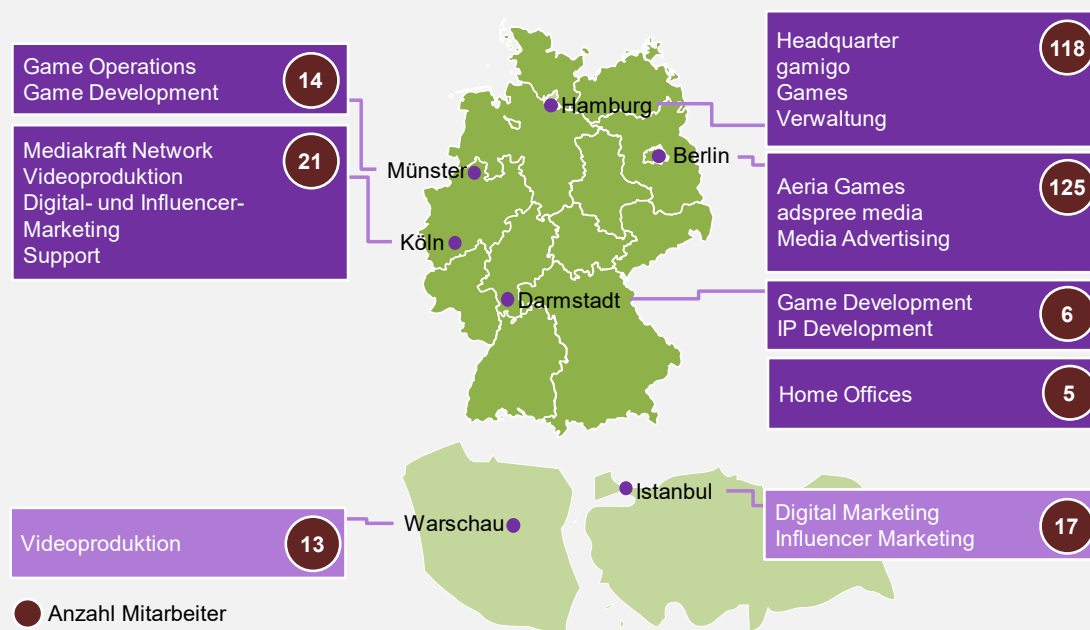 Game Operations
Game Development
14
Mediakraft Network
Videoproduktion
Digital- und Influencer-
Marketing
Support
21
Hamburg
Berlin
Münster
Köln
Darmstadt
Headquarter
gamigo
Games
Verwaltung
118
Aeria Games
adspree media
Media Advertising
125
Game Development
IP Development
6
Home Offices
5
Istanbul
Warschau
Videoproduktion
13
Digital Marketing
Influencer Marketing
17
Anzahl Mitarbeiter